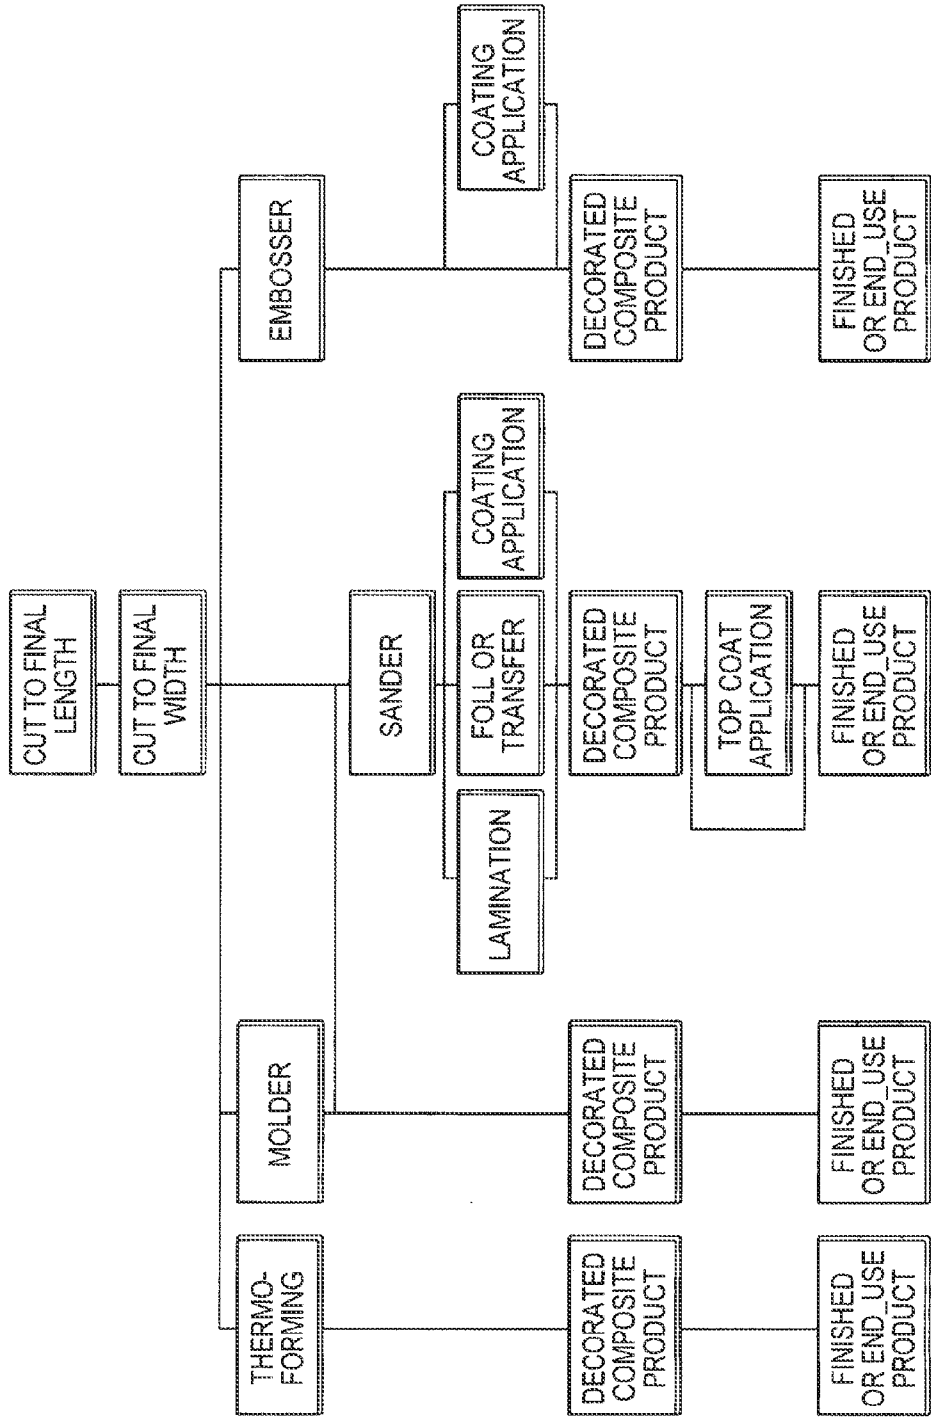 CUT TO FINAL
LENGTH
CUT TO FINAL
WIDTH
THERMO-
FORMING
MOLDER
EMBOSSER
SANDER
LAMINATION
FOLL OR
TRANSFER
COATING
APPLICATION
COATING
APPLICATION
DECORATED
COMPOSITE
PRODUCT
DECORATED
COMPOSITE
PRODUCT
DECORATED
COMPOSITE
PRODUCT
DECORATED
COMPOSITE
PRODUCT
TOP COAT
APPLICATION
FINISHED
OR END_USE
PRODUCT
FINISHED
OR END_USE
PRODUCT
FINISHED
OR END_USE
PRODUCT
FINISHED
OR END_USE
PRODUCT